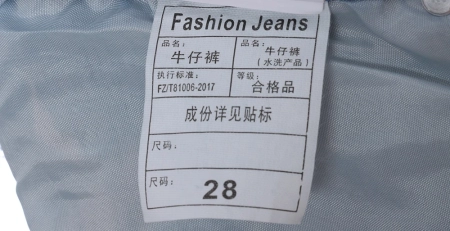 Fashion Jeans
品名: 品名:
牛仔裤 牛仔裤
(水洗产品)
执行标准: 等级:
FZ/T81006-2017 合格品
成份详见贴标
尺码:
尺码: 28